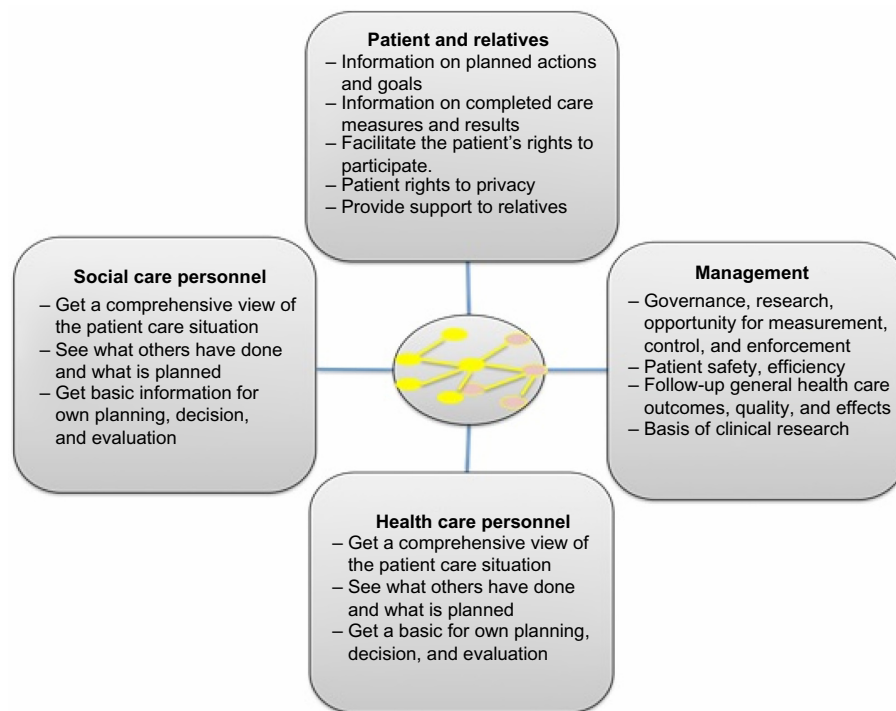 Patient and relatives
– Information on planned actions
and goals
– Information on completed care
measures and results
– Facilitate the patient's rights to
participate.
– Patient rights to privacy
– Provide support to relatives
Social care personnel
– Get a comprehensive view of
the patient care situation
– See what others have done
and what is planned
– Get basic information for
own planning, decision,
and evaluation
Management
– Governance, research,
opportunity for measurement,
control, and enforcement
– Patient safety, efficiency
– Follow-up general health care
outcomes, quality, and effects
– Basis of clinical research
Health care personnel
– Get a comprehensive view of
the patient care situation
– See what others have done
and what is planned
– Get a basic for own planning,
decision, and evaluation